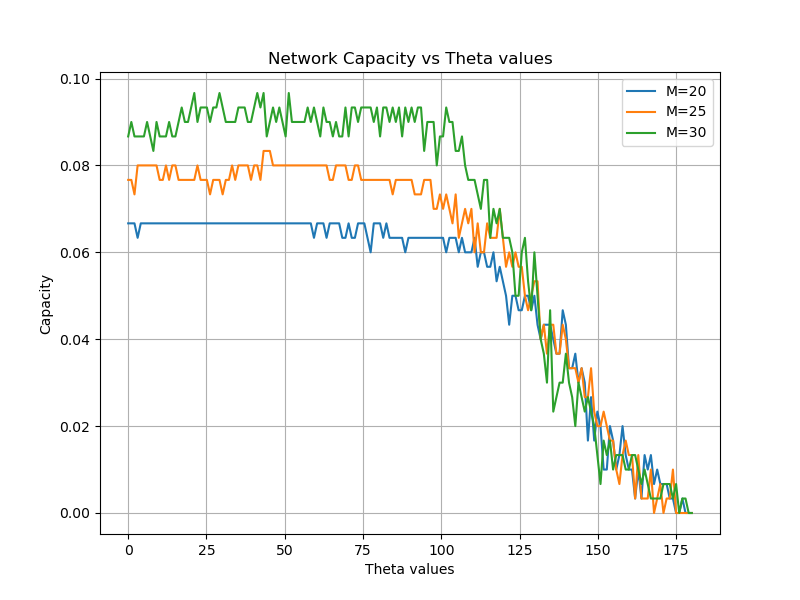 Network Capacity vs Theta values
M=20
M=25
M=30
Capacity
0.10
0.08
0.06
0.04
0.02
0.00
0 25 50 75 100 125 150 175
Theta values